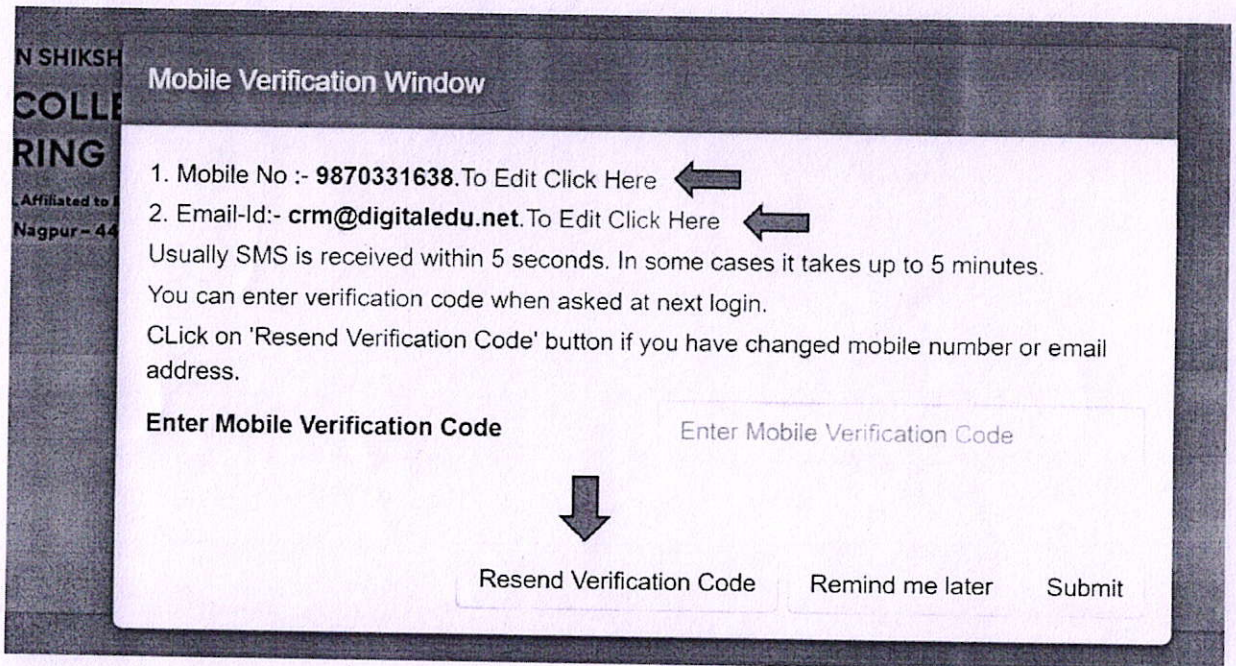 N SHIKSH
COLLE
RING
Affiliated to
Nagpur - 44
Mobile Verification Window
1. Mobile No :- 9870331638.To Edit Click Here
2. Email-Id:- crm@digitaledu.net.To Edit Click Here
Usually SMS is received within 5 seconds. In some cases it takes up to 5 minutes.
You can enter verification code when asked at next login.
CLick on 'Resend Verification Code' button if you have changed mobile number or email
address.
Enter Mobile Verification Code
Enter Mobile Verification Code
Resend Verification Code
Remind me later
Submit